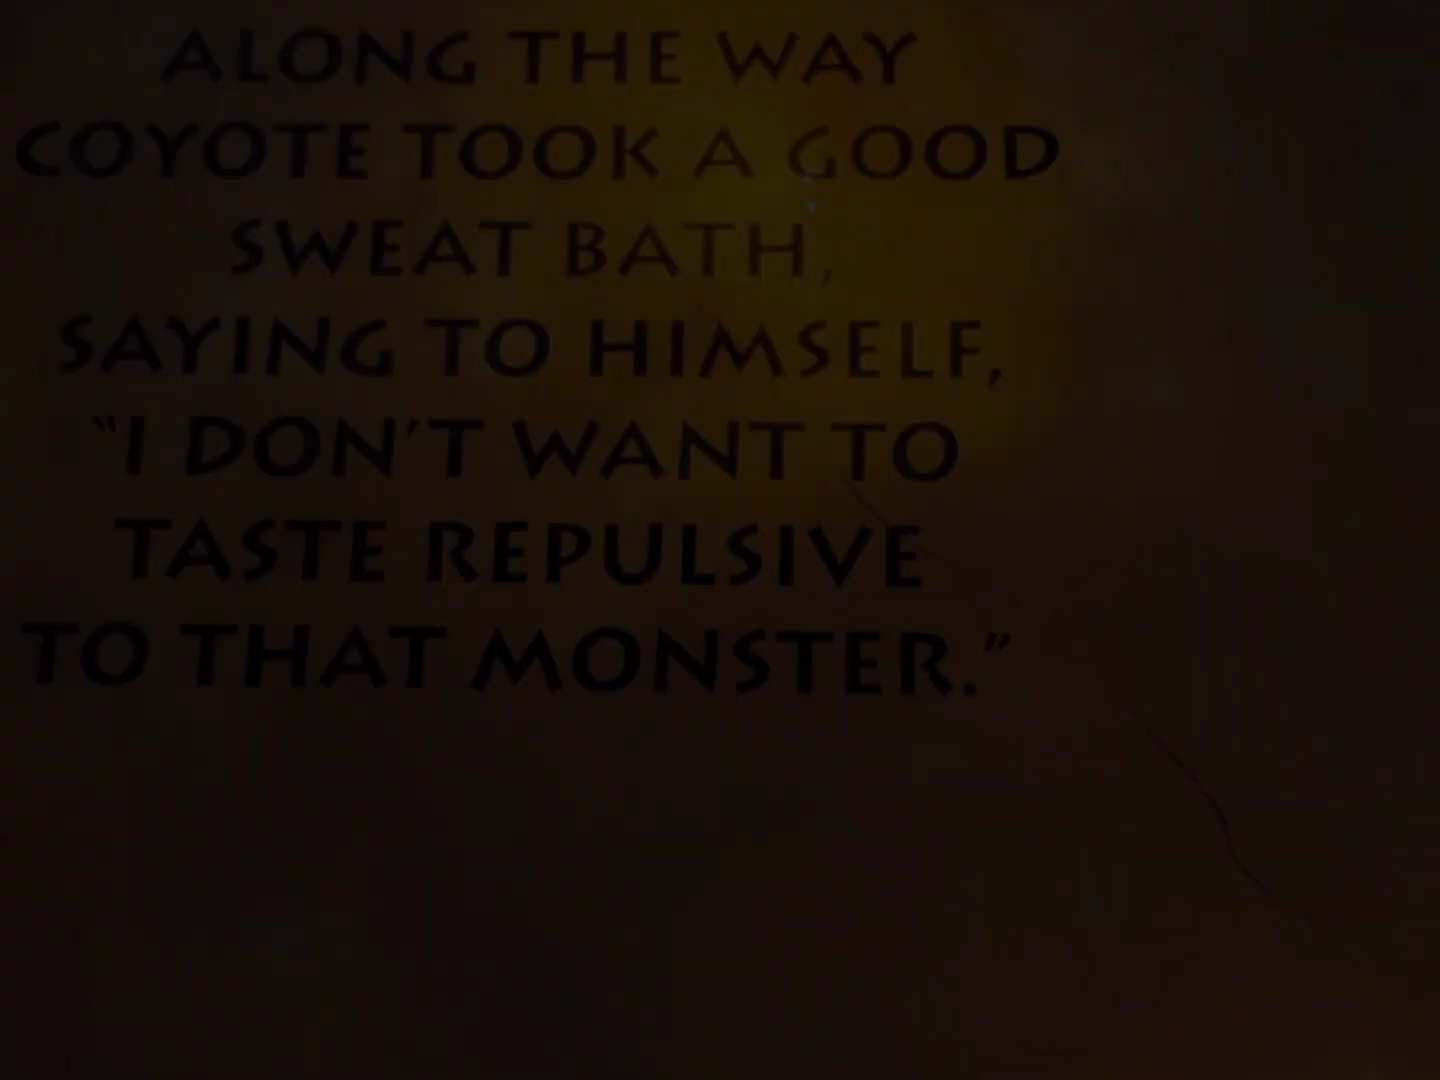 ALONG THE WAY
COYOTE TOOK A GOOD
SWEAT BATH,
SAYING TO HIMSELF,
“I DON’T WANT TO
TASTE REPULSIVE
TO THAT MONSTER.”